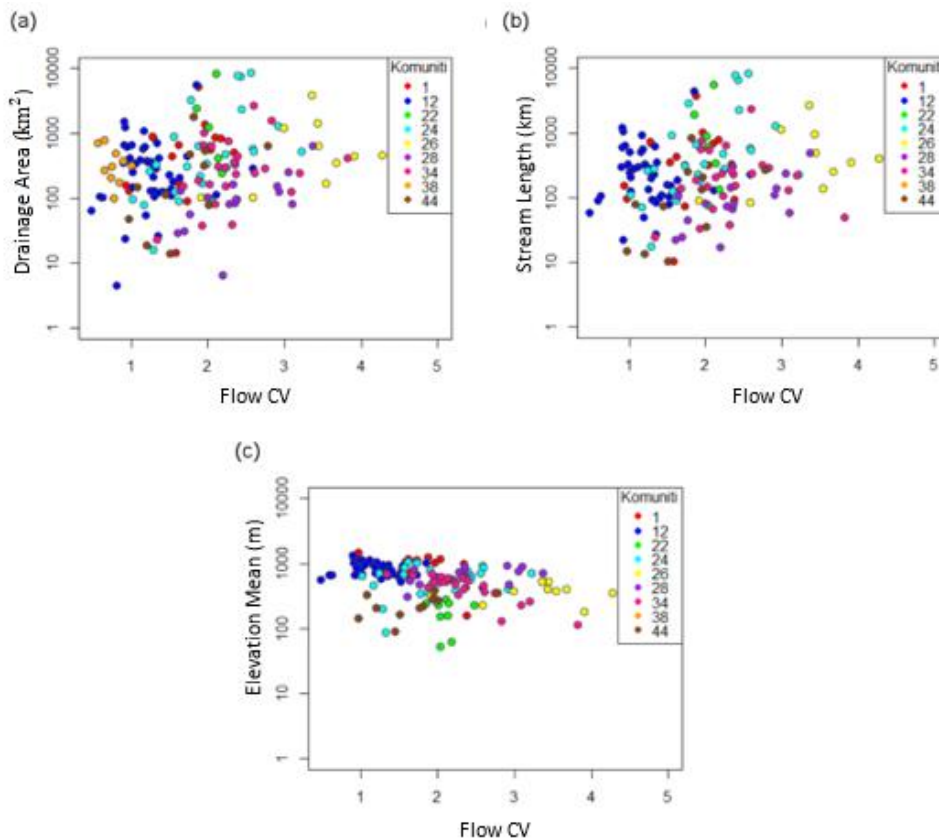 (a)
Drainage Area (km²)
10000
1000
100
10
1
1 2 3 4 5
Flow CV
Komuniti
1
12
22
24
26
28
34
38
44
(b)
Stream Length (km)
10000
1000
100
10
1
1 2 3 4 5
Flow CV
Komuniti
1
12
22
24
26
28
34
38
44
(c)
Elevation Mean (m)
10000
1000
100
10
1
1 2 3 4 5
Flow CV
Komuniti
1
12
22
24
26
28
34
38
44